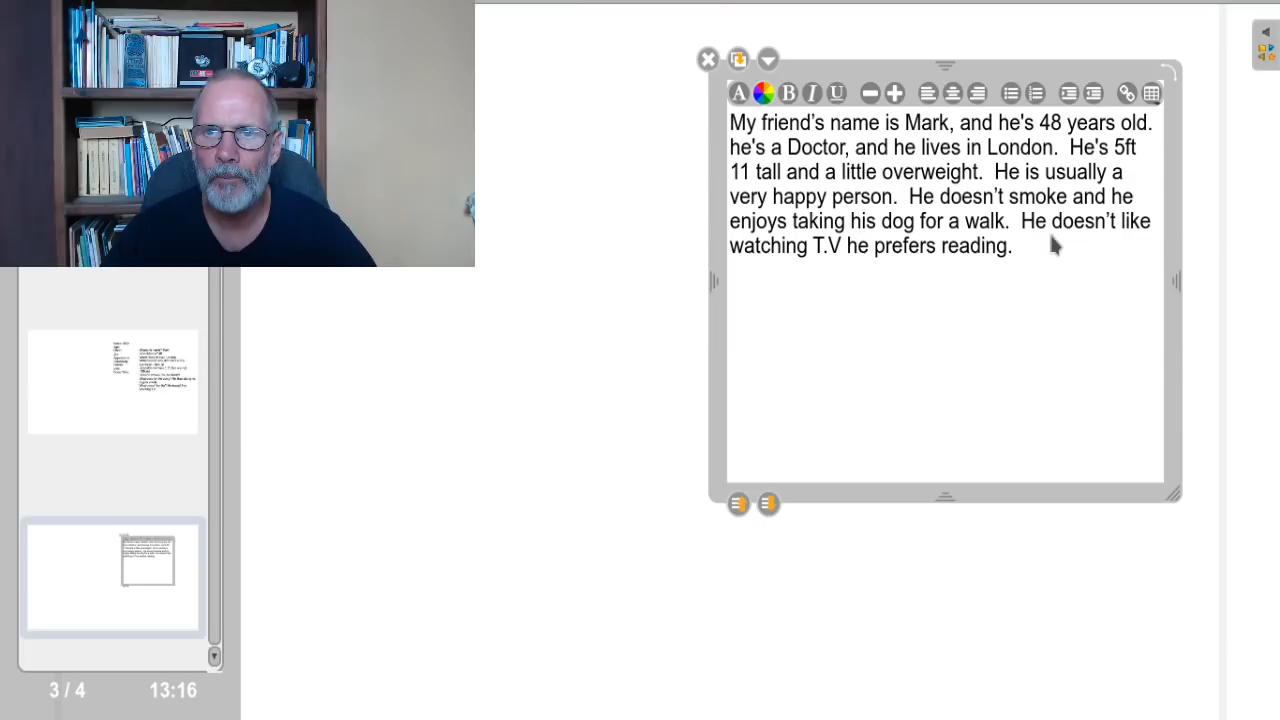 A B I U
My friend’s name is Mark, and he's 48 years old.
he's a Doctor, and he lives in London.  He's 5ft
11 tall and a little overweight.  He is usually a
very happy person.  He doesn’t smoke and he
enjoys taking his dog for a walk.  He doesn’t like
watching T.V he prefers reading.
3 / 4 13:16